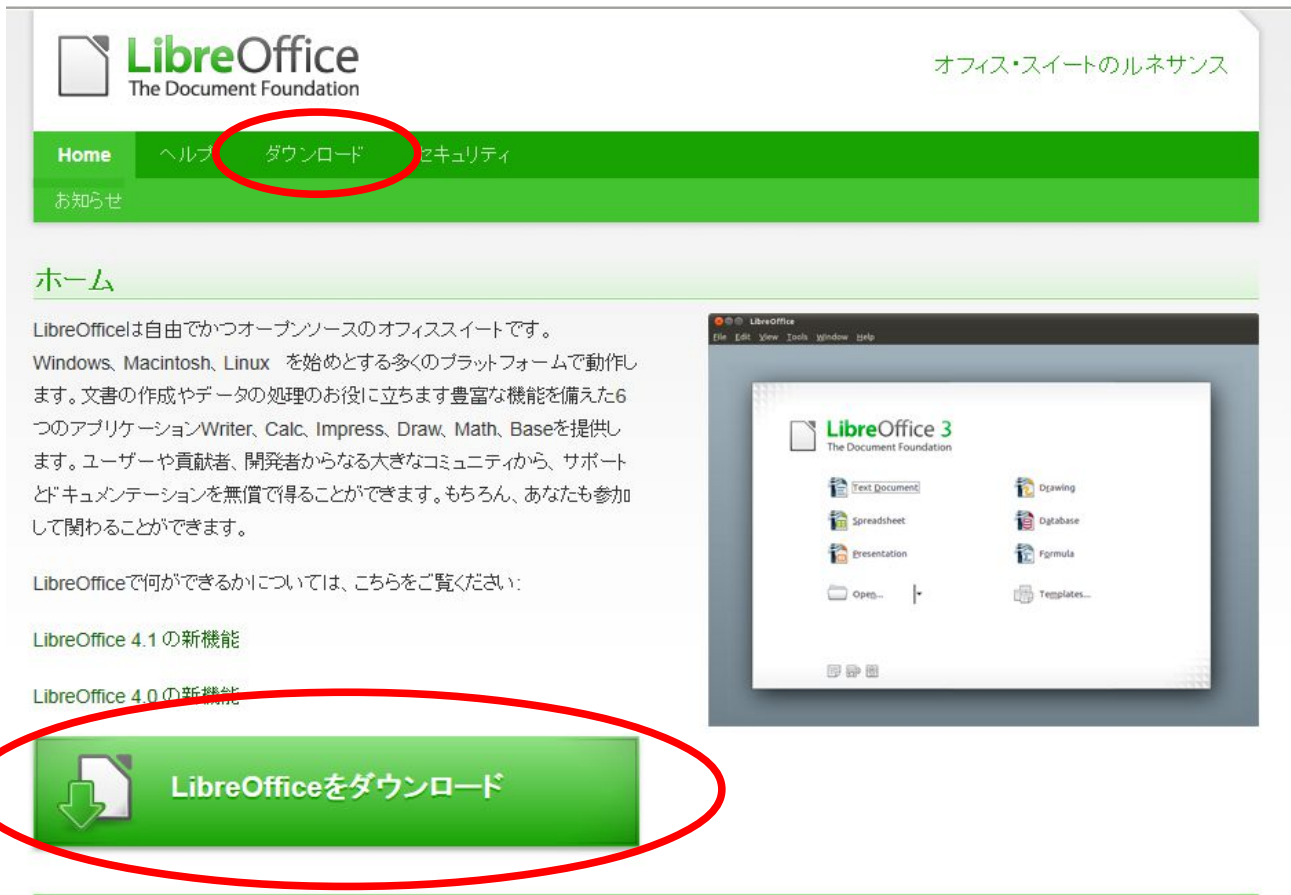 LibreOffice
The Document Foundation
オフィス・スイートのルネサンス
Home ヘルプ ダウンロード セキュリティ
お知らせ
ホーム
LibreOfficeは自由でかつオープンソースのオフィススイートです。
Windows、Macintosh、Linux を始めとする多くのプラットフォームで動作し
ます。文書の作成やデータの処理のお役に立ちます豊富な機能を備えた6
つのアプリケーションWriter、Calc、Impress、Draw、Math、Baseを提供し
ます。ユーザーや貢献者、開発者からなる大きなコミュニティから、サポート
とドキュメンテーションを無償で得ることができます。もちろん、あなたも参加
して関わることができます。
LibreOfficeで何ができるかについては、こちらをご覧ください:
LibreOffice 4.1 の新機能
LibreOffice 4.0 の新機能
LibreOfficeをダウンロード
LibreOffice
File Edit View Tools Window Help
LibreOffice 3
The Document Foundation
Text Document Drawing
Spreadsheet Database
Presentation Formula
Open... Templates...